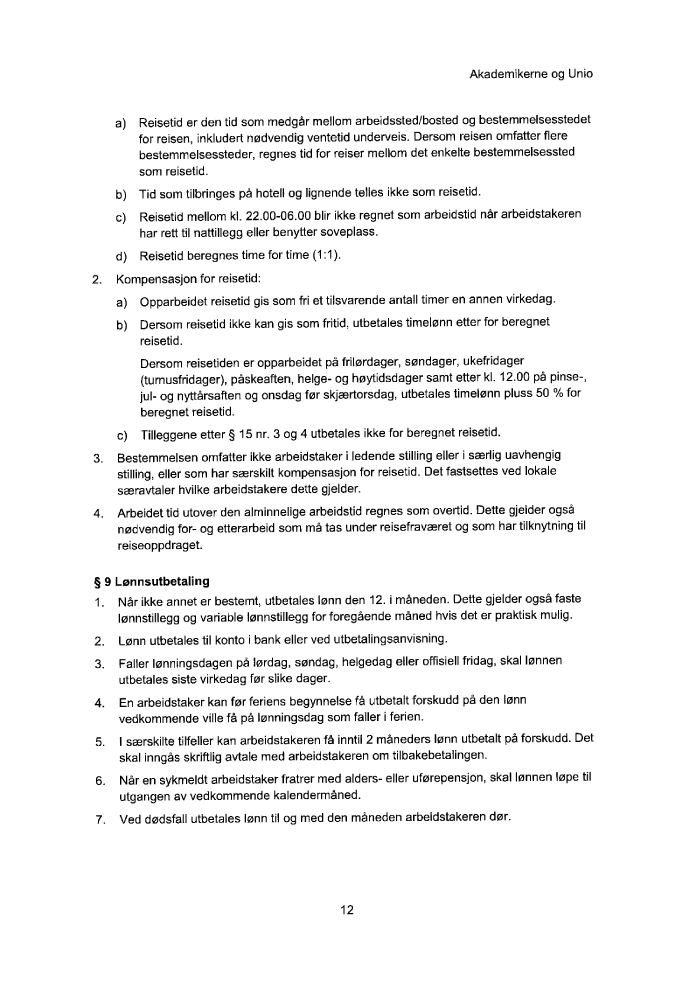 Akademikerne og Unio
a) Reisetid er den tid som medgår mellom arbeidssted/bosted og bestemmelsesstedet
for reisen, inkludert nødvendig ventetid underveis. Dersom reisen omfatter flere
bestemmelsessteder, regnes tid for reiser mellom det enkelte bestemmelsessted
som reisetid.
b) Tid som tilbringes på hotell og lignende telles ikke som reisetid.
c) Reisetid mellom kl. 22.00-06.00 blir ikke regnet som arbeidstid når arbeidstakeren
har rett til nattillegg eller benytter soveplass.
d) Reisetid beregnes time for time (1:1).
2. Kompensasjon for reisetid:
a) Opparbeidet reisetid gis som fri et tilsvarende antall timer en annen virkedag.
b) Dersom reisetid ikke kan gis som fritid, utbetales timelønn etter for beregnet
reisetid.
Dersom reisetiden er opparbeidet på frilørdager, søndager, ukefridager
(turnusfridager), påskeaften, helge- og høytidsdager samt etter kl. 12.00 på pinse-,
jul- og nyttårsaften og onsdag før skjærtorsdag, utbetales timelønn pluss 50 % for
beregnet reisetid.
c) Tilleggene etter § 15 nr. 3 og 4 utbetales ikke for beregnet reisetid.
3. Bestemmelsen omfatter ikke arbeidstaker i ledende stilling eller i særlig uavhengig
stilling, eller som har særskilt kompensasjon for reisetid. Det fastsettes ved lokale
særavtaler hvilke arbeidstakere dette gjelder.
4. Arbeidet tid utover den alminnelige arbeidstid regnes som overtid. Dette gjelder også
nødvendig for- og etterarbeid som må tas under reisefraværet og som har tilknytning til
reiseoppdraget.
§ 9 Lønnsutbetaling
1. Når ikke annet er bestemt, utbetales lønn den 12. i måneden. Dette gjelder også faste
lønnstillegg og variable lønnstillegg for foregående måned hvis det er praktisk mulig.
2. Lønn utbetales til konto i bank eller ved utbetalingsanvisning.
3. Faller lønningsdagen på lørdag, søndag, helgedag eller offisiell fridag, skal lønnen
utbetales siste virkedag før slike dager.
4. En arbeidstaker kan før feriens begynnelse få utbetalt forskudd på den lønn
vedkommende ville få på lønningsdag som faller i ferien.
5. I særskilte tilfeller kan arbeidstakeren få inntil 2 måneders lønn utbetalt på forskudd. Det
skal inngås skriftlig avtale med arbeidstakeren om tilbakebetalingen.
6. Når en sykmeldt arbeidstaker fratrer med alders- eller uførepensjon, skal lønnen løpe til
utgangen av vedkommende kalendermåned.
7. Ved dødsfall utbetales lønn til og med den måneden arbeidstakeren dør.
12